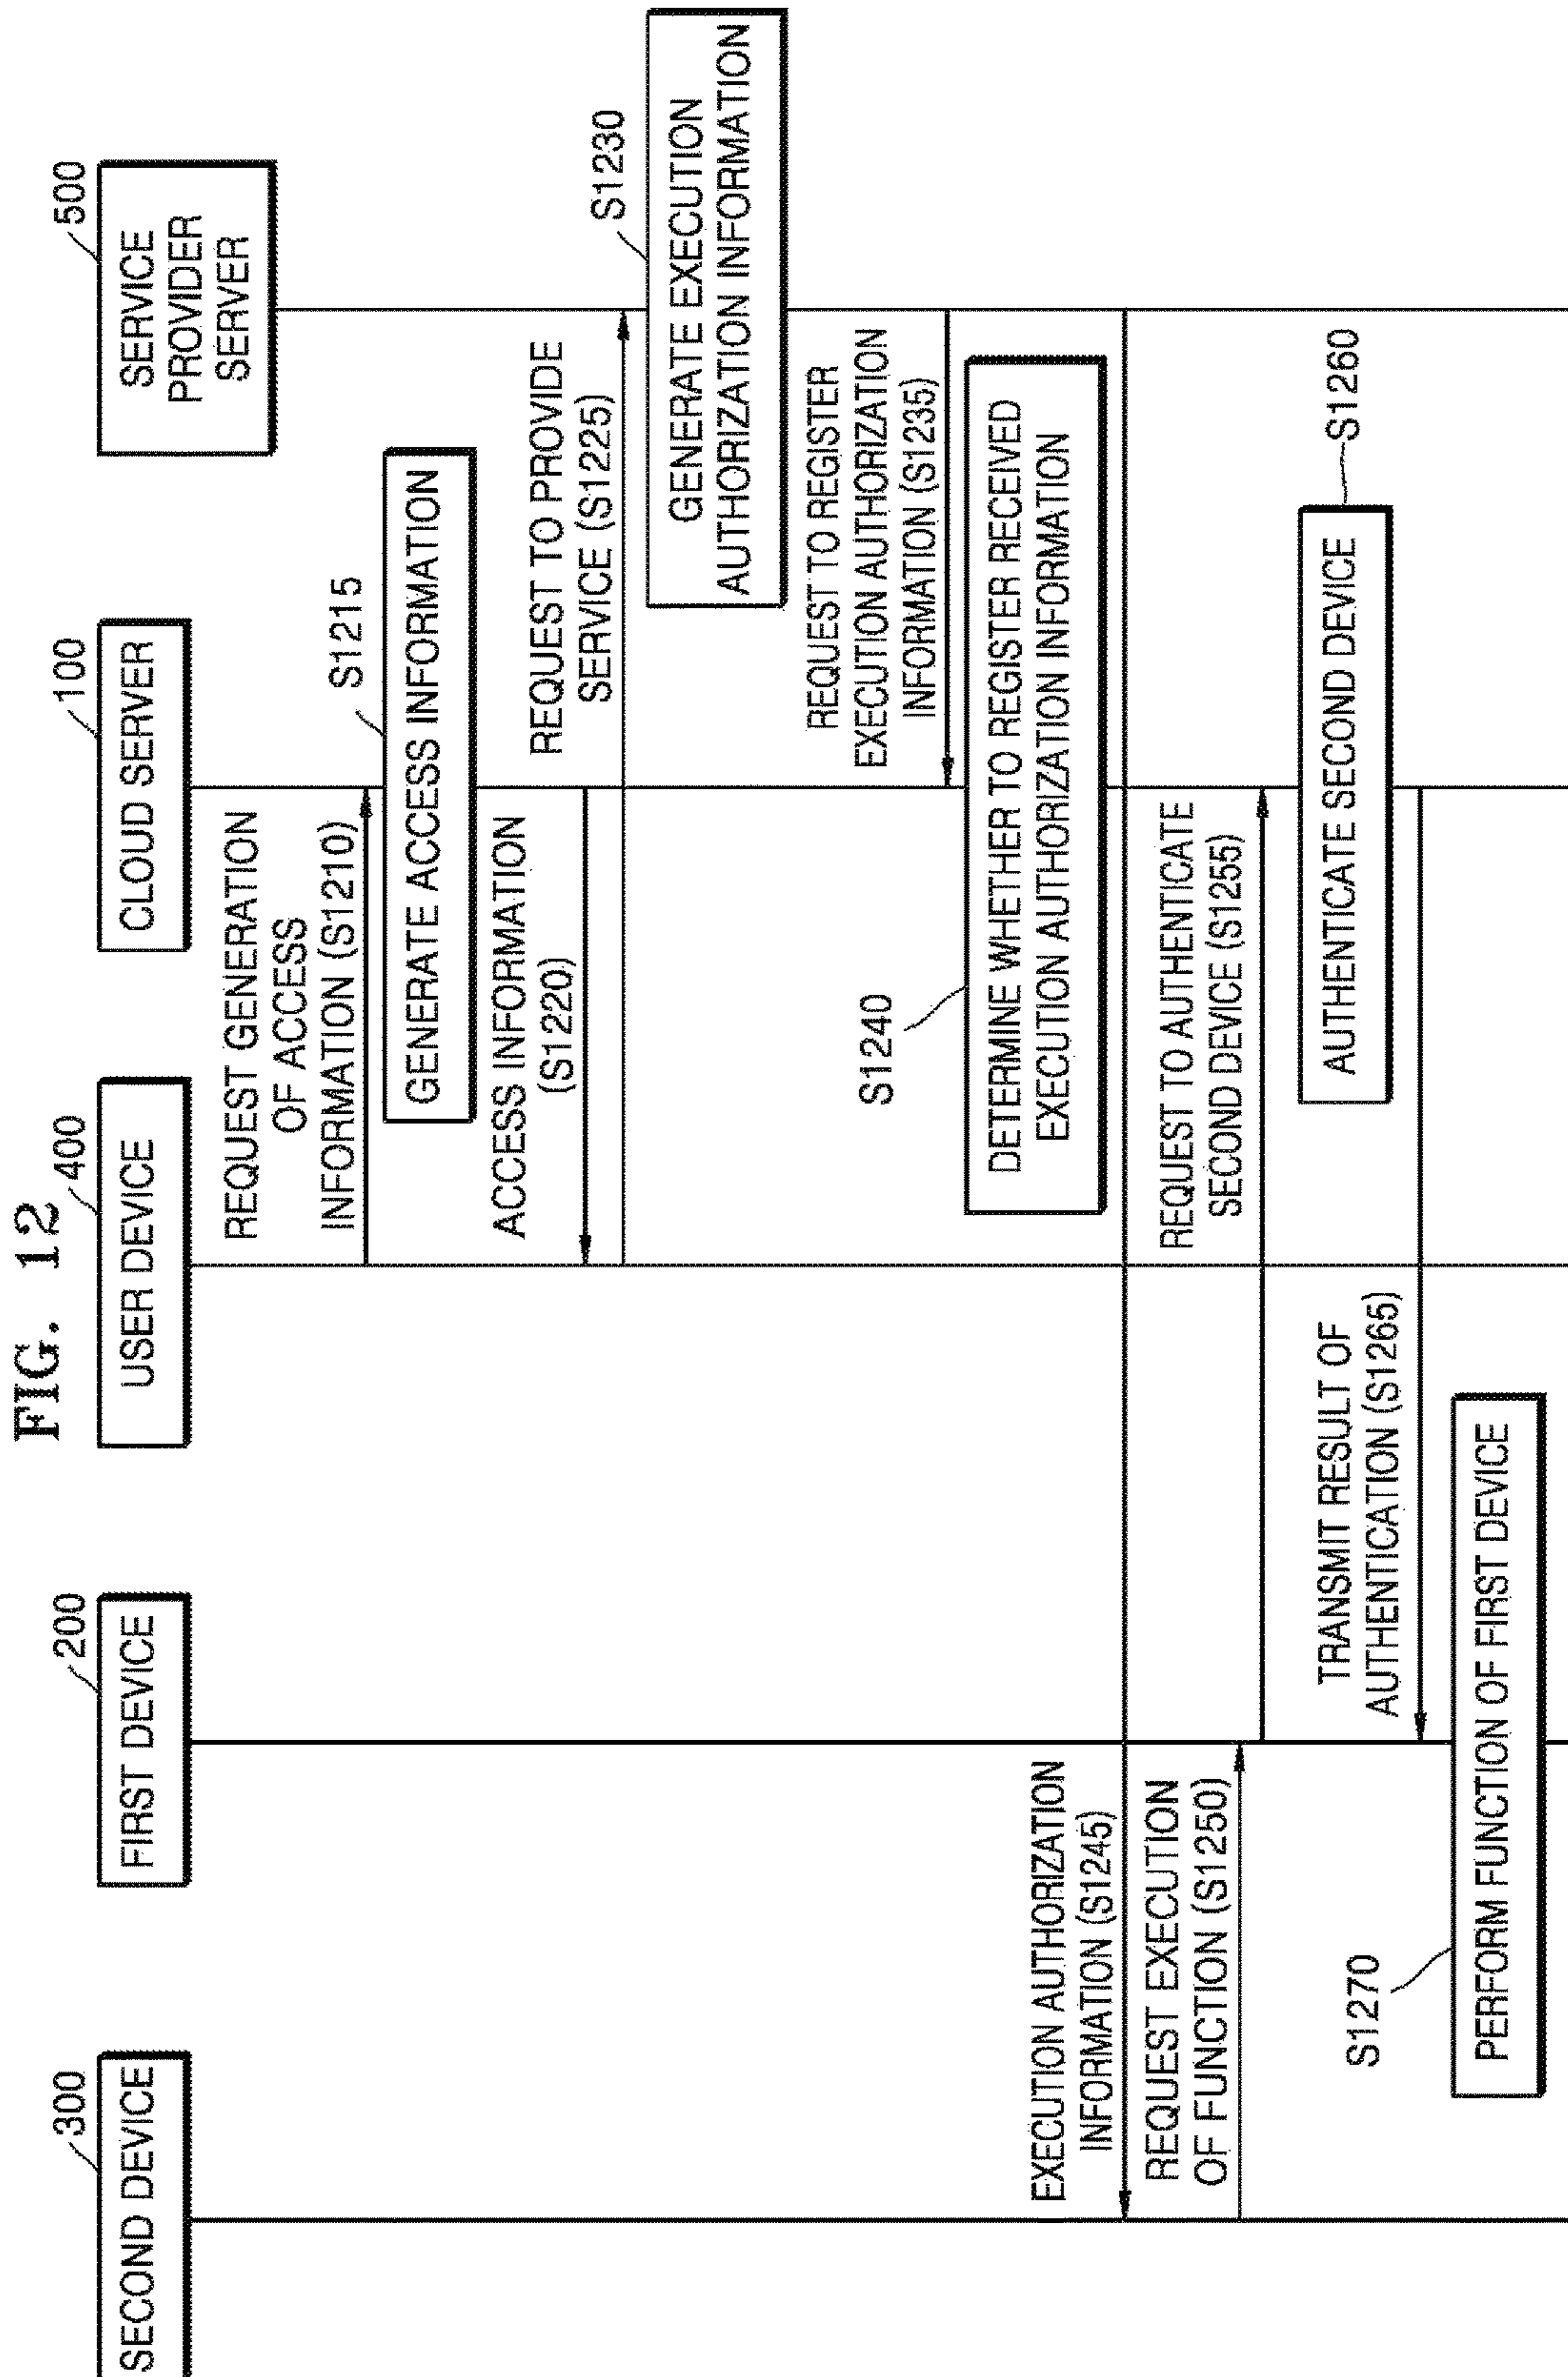 FIG. 12
300
SECOND DEVICE
200
FIRST DEVICE
400
USER DEVICE
100
CLOUD SERVER
500
SERVICE
PROVIDER
SERVER
REQUEST GENERATION
OF ACCESS
INFORMATION (S1210)
S1215
GENERATE ACCESS INFORMATION
ACCESS INFORMATION
(S1220)
REQUEST TO PROVIDE
SERVICE (S1225)
S1230
GENERATE EXECUTION
AUTHORIZATION INFORMATION
REQUEST TO REGISTER
EXECUTION AUTHORIZATION
INFORMATION (S1235)
S1240
DETERMINE WHETHER TO REGISTER RECEIVED
EXECUTION AUTHORIZATION INFORMATION
EXECUTION AUTHORIZATION
INFORMATION (S1245)
REQUEST EXECUTION
OF FUNCTION (S1250)
REQUEST TO AUTHENTICATE
SECOND DEVICE (S1255)
S1260
AUTHENTICATE SECOND DEVICE
TRANSMIT RESULT OF
AUTHENTICATION (S1265)
S1270
PERFORM FUNCTION OF FIRST DEVICE